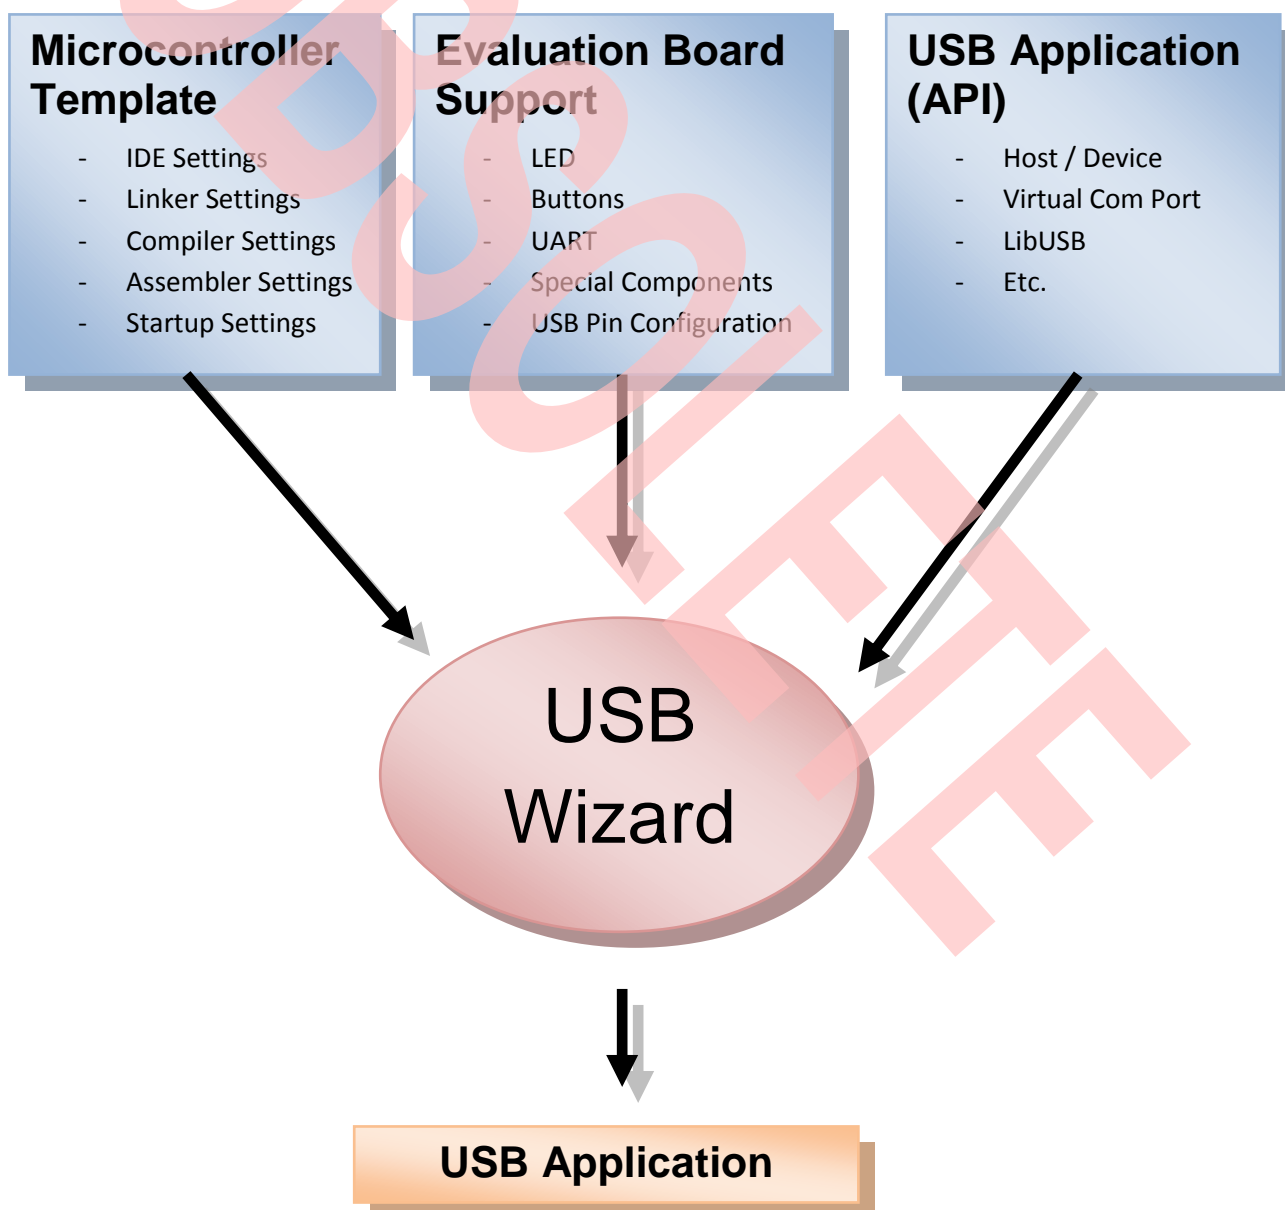 Microcontroller
Template
- IDE Settings
- Linker Settings
- Compiler Settings
- Assembler Settings
- Startup Settings
Evaluation Board
Support
- LED
- Buttons
- UART
- Special Components
- USB Pin Configuration
USB Application
(API)
- Host / Device
- Virtual Com Port
- LibUSB
- Etc.
USB
Wizard
USB Application
OBSOLETE